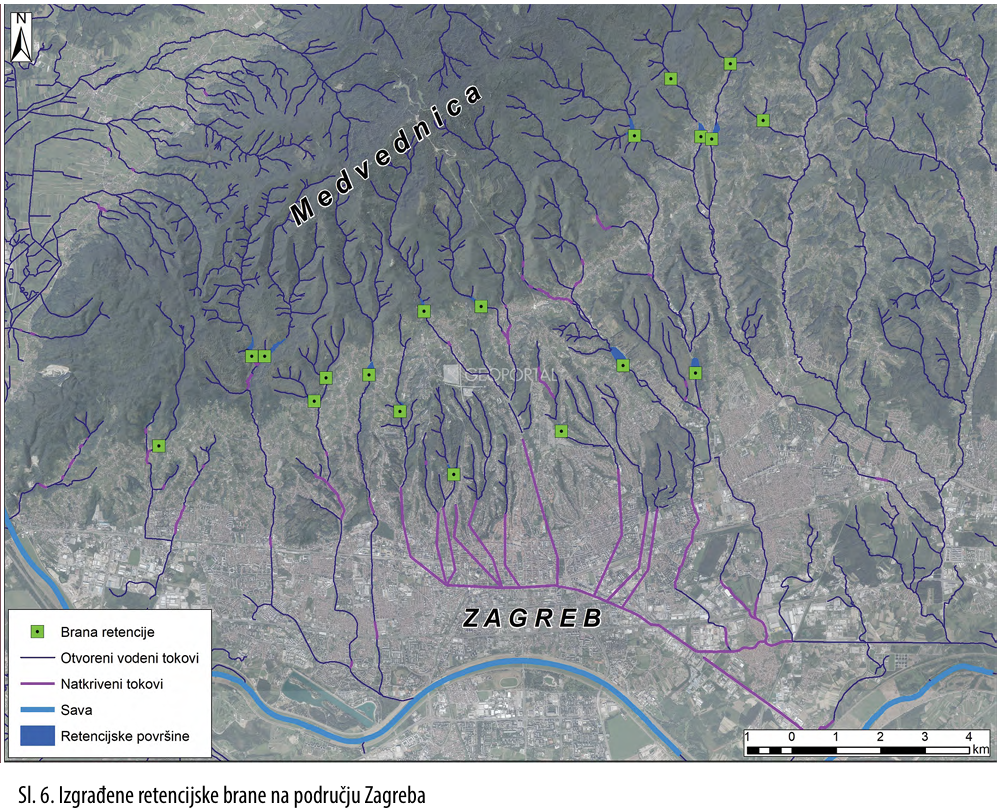 N
Medvednica
GEOPORTAL
ZAGREB
Brana retencije
Otvoreni vodeni tokovi
Natkriveni tokovi
Sava
Retencijske površine
1 0 1 2 3 4
km
Sl. 6. Izgrađene retencijske brane na području Zagreba